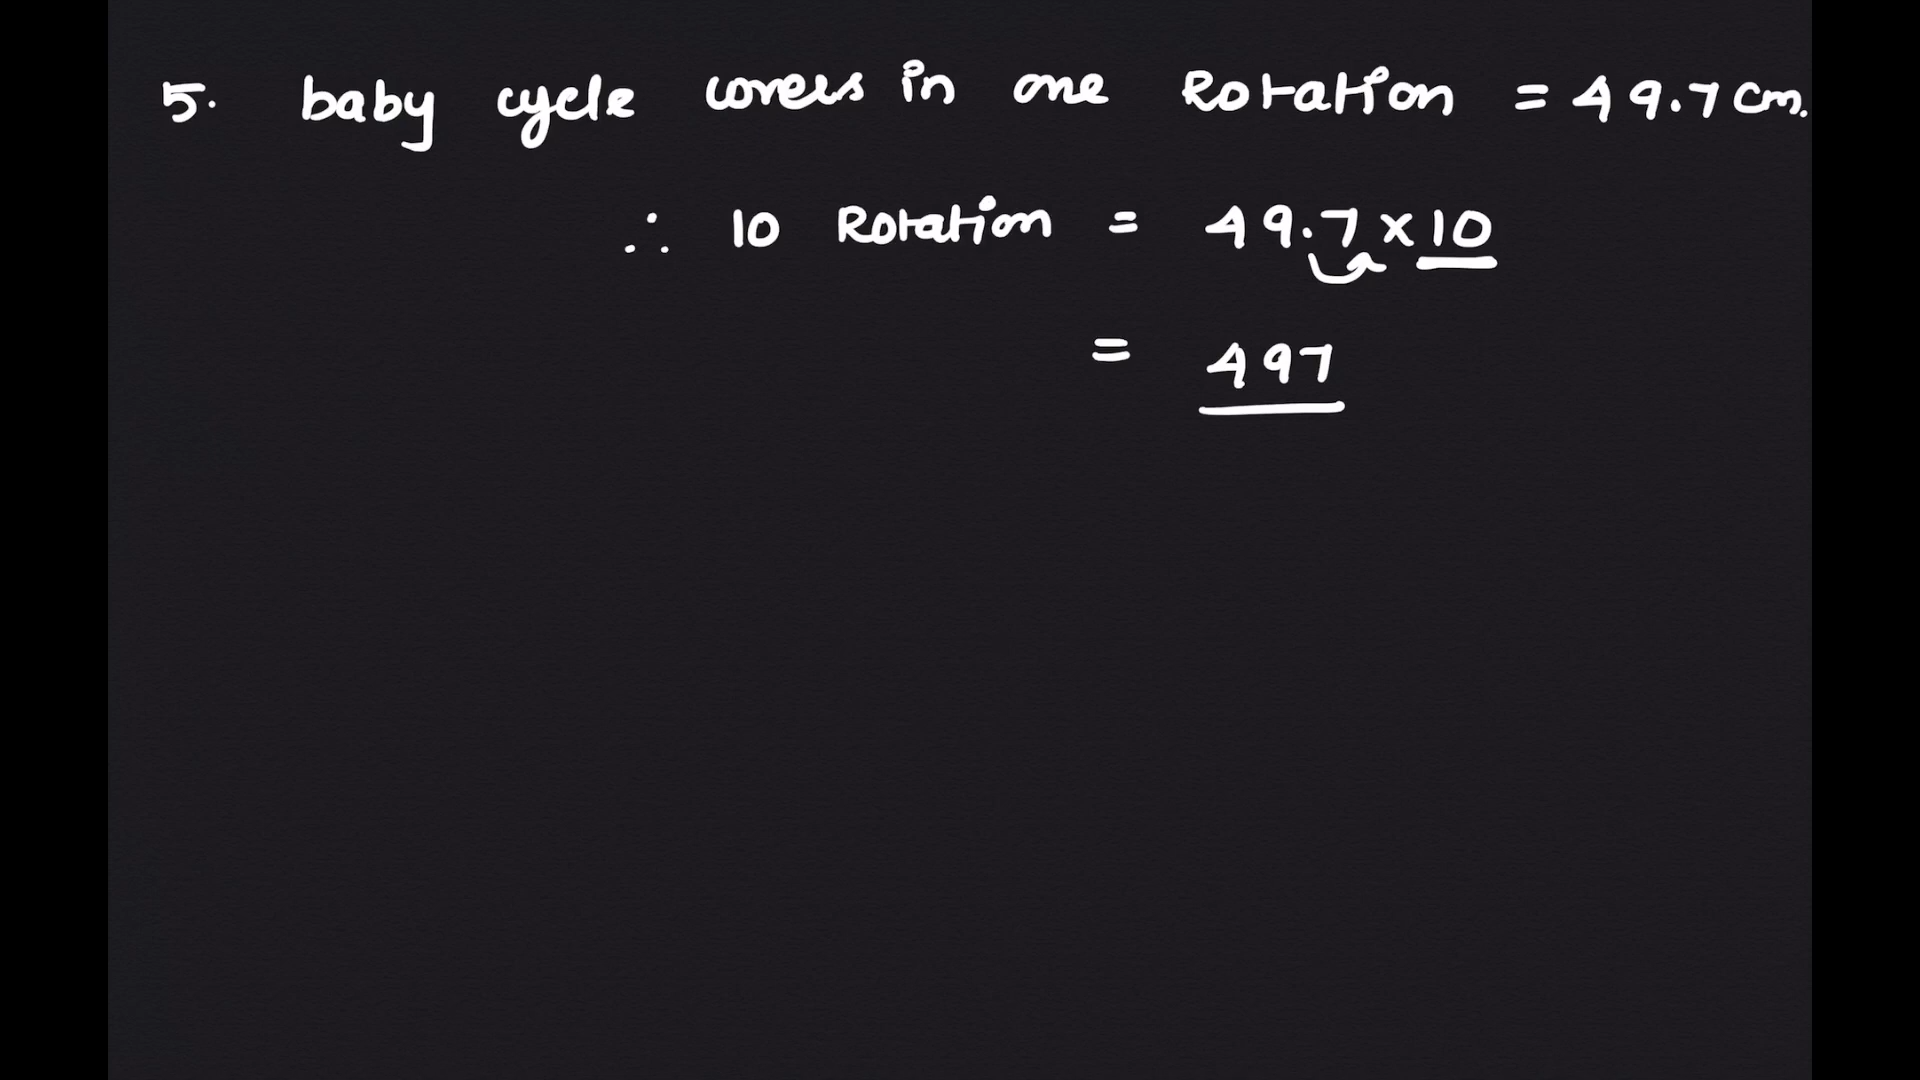 5. baby cycle covers in one Rotation = 49.7 cm.
∴ 10 Rotation = 49.7 × 10
= 497